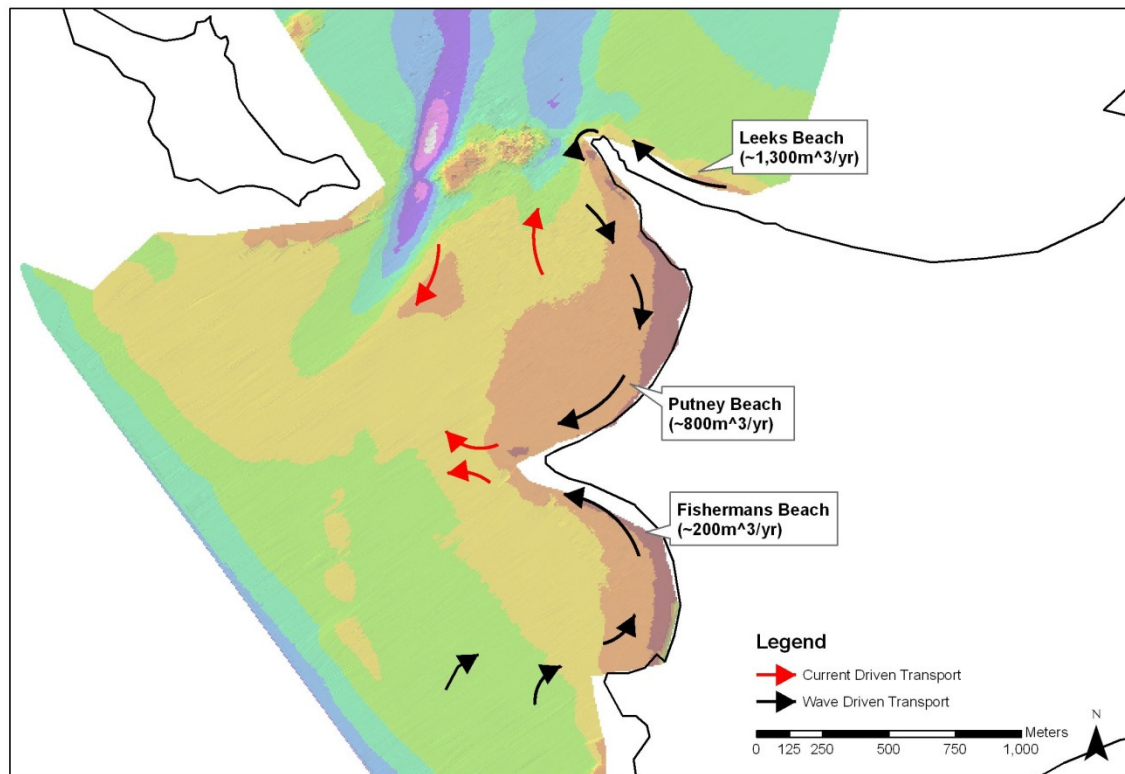 Leeks Beach
(~1,300m^3/yr)
Putney Beach
(~800m^3/yr)
Fishermans Beach
(~200m^3/yr)
Legend
Current Driven Transport
Wave Driven Transport
N
Meters
0 125 250 500 750 1,000